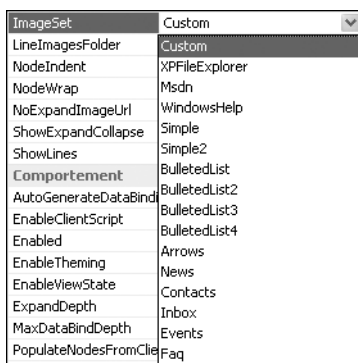 ImageSet Custom
LineImagesFolder Custom
NodeIndent XPFileExplorer
NodeWrap Msdn
NoExpandImageUrl WindowsHelp
ShowExpandCollapse Simple
ShowLines Simple2
Comportement BulletedList
AutoGenerateDataBindi BulletedList2
EnableClientScript BulletedList3
Enabled BulletedList4
EnableTheming Arrows
EnableViewState News
ExpandDepth Contacts
MaxDataBindDepth Inbox
PopulateNodesFromClie Events
Faq